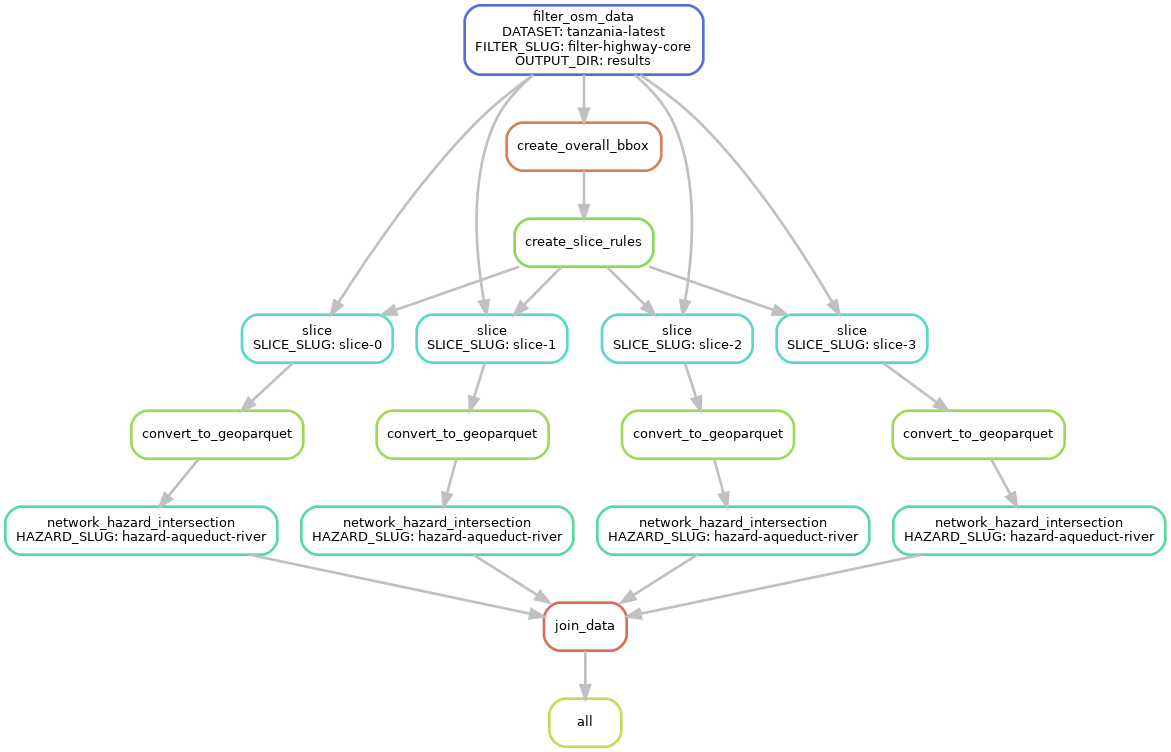 filter_osm_data
DATASET: tanzania-latest
FILTER_SLUG: filter-highway-core
OUTPUT_DIR: results
create_overall_bbox
create_slice_rules
slice
SLICE_SLUG: slice-0
slice
SLICE_SLUG: slice-1
slice
SLICE_SLUG: slice-2
slice
SLICE_SLUG: slice-3
convert_to_geoparquet
convert_to_geoparquet
convert_to_geoparquet
convert_to_geoparquet
network_hazard_intersection
HAZARD_SLUG: hazard-aqueduct-river
network_hazard_intersection
HAZARD_SLUG: hazard-aqueduct-river
network_hazard_intersection
HAZARD_SLUG: hazard-aqueduct-river
network_hazard_intersection
HAZARD_SLUG: hazard-aqueduct-river
join_data
all